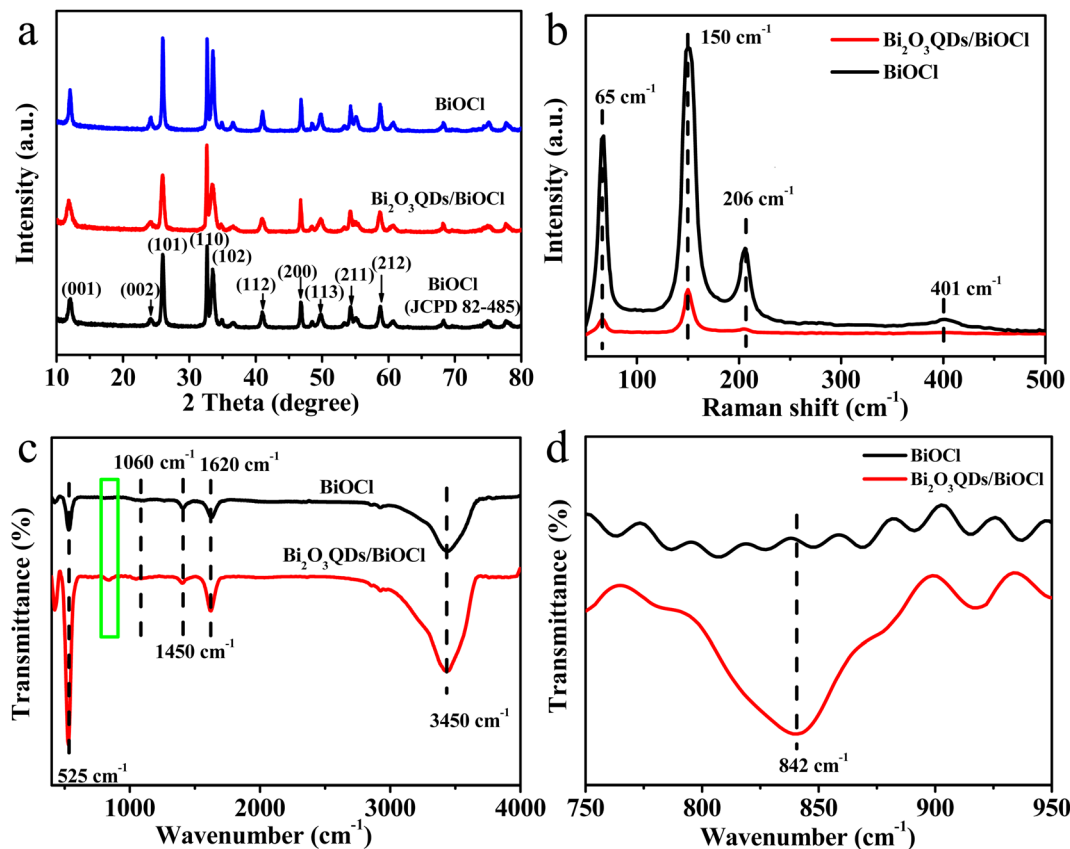 a
BiOCl
Bi₂O₃QDs/BiOCl
(001)
(002)
(101)
(110)
(102)
(112)
(200)
(113)
(211)
(212)
BiOCl
(JCPD 82-485)
Intensity (a.u.)
10 20 30 40 50 60 70 80
2 Theta (degree)
b
150 cm⁻¹
Bi₂O₃QDs/BiOCl
BiOCl
65 cm⁻¹
206 cm⁻¹
401 cm⁻¹
Intensity (a.u.)
100 200 300 400 500
Raman shift (cm⁻¹)
c
1060 cm⁻¹
1620 cm⁻¹
BiOCl
Bi₂O₃QDs/BiOCl
1450 cm⁻¹
3450 cm⁻¹
525 cm⁻¹
Transmittance (%)
1000 2000 3000 4000
Wavenumber (cm⁻¹)
d
BiOCl
Bi₂O₃QDs/BiOCl
842 cm⁻¹
Transmittance (%)
750 800 850 900 950
Wavenumber (cm⁻¹)